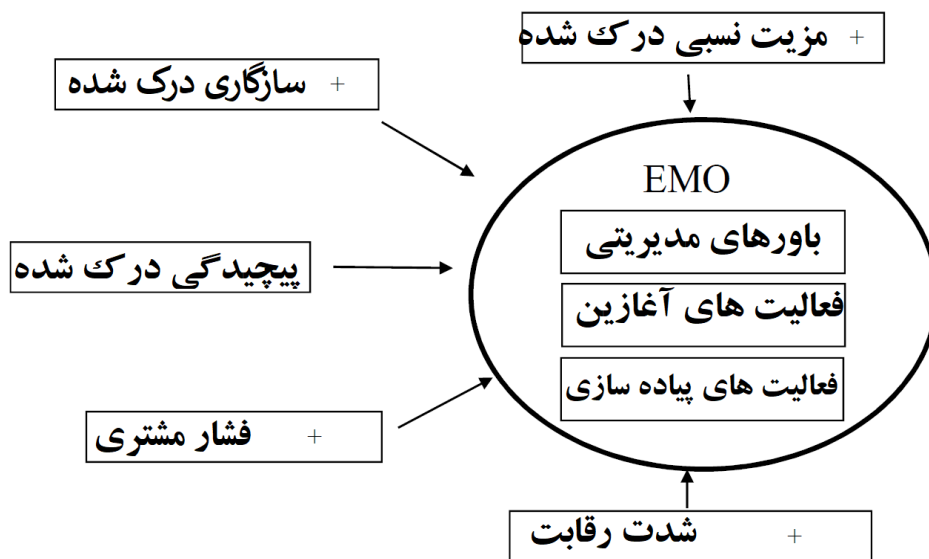 + مزیت نسبی درک شده
+ سازگاری درک شده
EMO
باورهای مدیریتی
پیچیدگی درک شده
فعالیت های آغازین
فعالیت های پیاده سازی
+ فشار مشتری
+ شدت رقابت